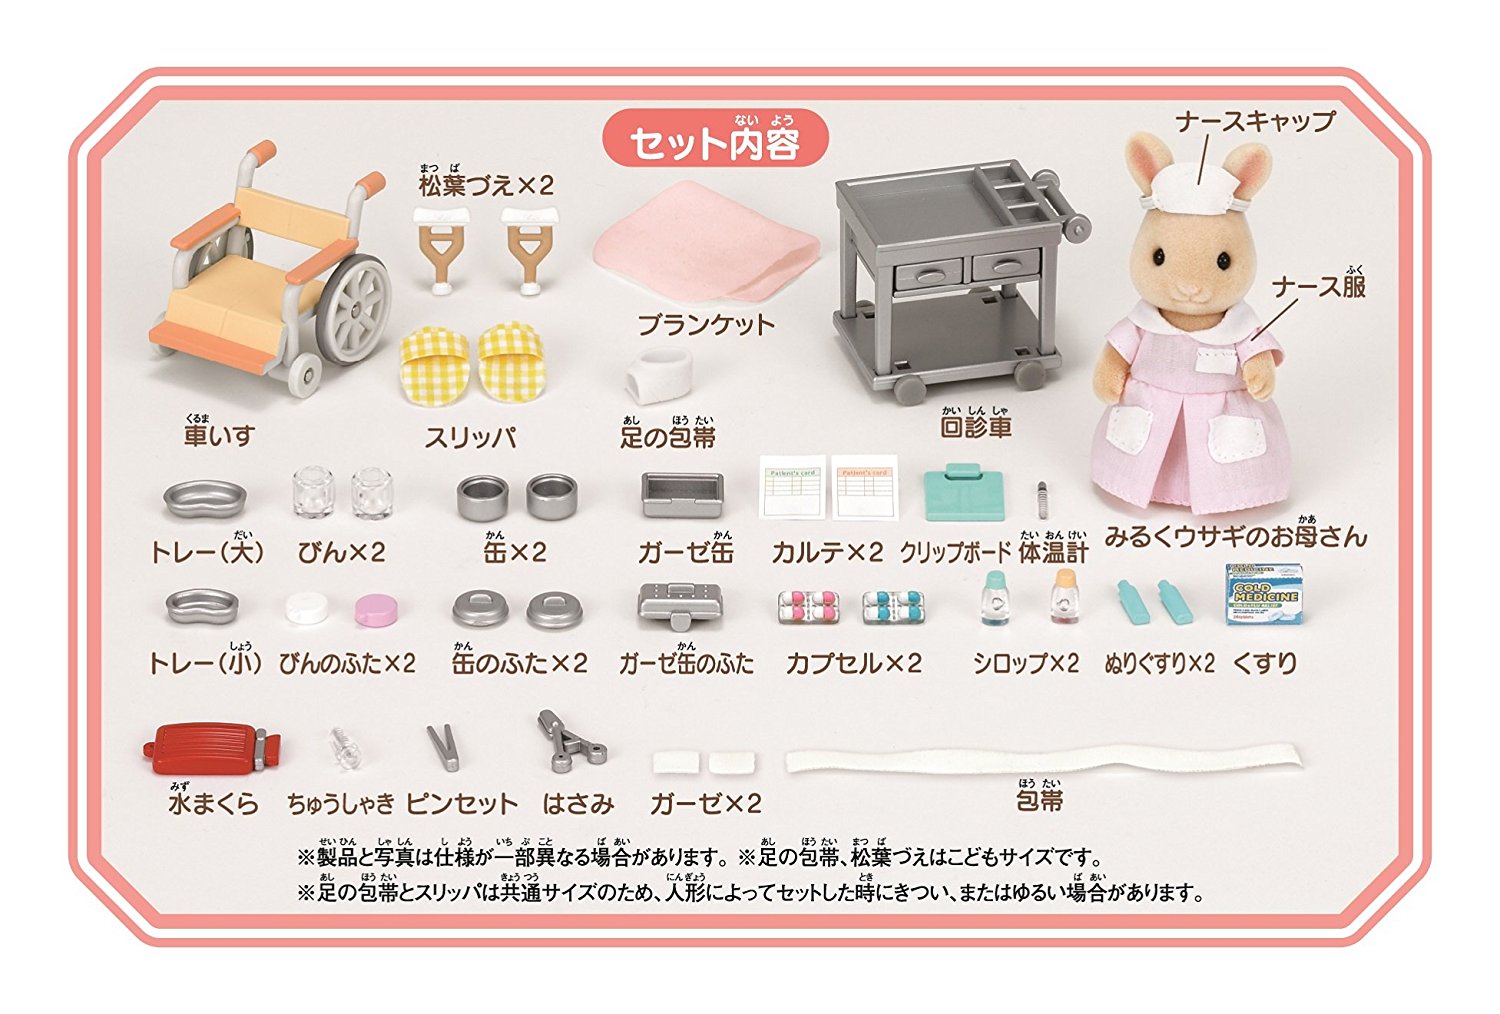 セット内容
ナースキャップ
松葉づえ×2
ナース服
ブランケット
車いす
スリッパ
足の包帯
回診車
みるくウサギのお母さん
トレー(大)
びん×2
缶×2
ガーゼ缶
Patient's card
Patient's card
カルテ×2
クリップボード
体温計
COLD
MEDICINE
トレー(小)
びんのふた×2
缶のふた×2
ガーゼ缶のふた
カプセル×2
シロップ×2
ぬりぐすり×2
くすり
水まくら
ちゅうしゃき
ピンセット
はさみ
ガーゼ×2
包帯
※製品と写真は仕様が一部異なる場合があります。※足の包帯、松葉づえはこどもサイズです。
※足の包帯とスリッパは共通サイズのため、人形によってセットした時にきつい、またはゆるい場合があります。